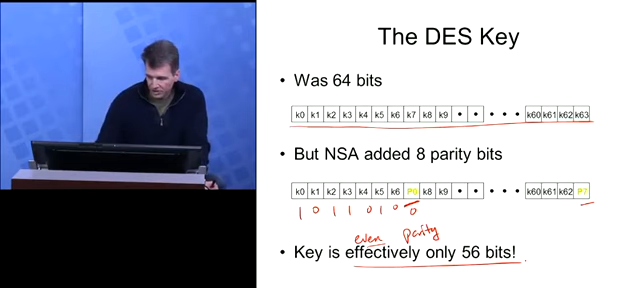 The DES Key
• Was 64 bits
k0 k1 k2 k3 k4 k5 k6 k7 k8 k9 • • • • • k60 k61 k62 k63
• But NSA added 8 parity bits
k0 k1 k2 k3 k4 k5 k6 P0 k8 k9 • • • • • k60 k61 k62 P7
1 0 1 1 0 1 0 0
even parity
• Key is effectively only 56 bits!